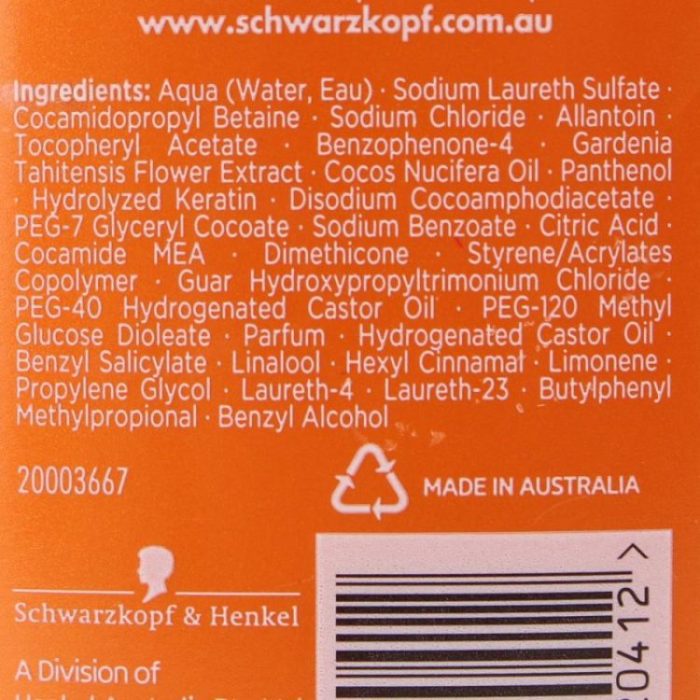 www.schwarzkopf.com.au
Ingredients: Aqua (Water, Eau) · Sodium Laureth Sulfate ·
Cocamidopropyl Betaine · Sodium Chloride · Allantoin ·
Tocopheryl Acetate · Benzophenone-4 · Gardenia
Tahitensis Flower Extract · Cocos Nucifera Oil · Panthenol
· Hydrolyzed Keratin · Disodium Cocoamphodiacetate ·
PEG-7 Glyceryl Cocoate · Sodium Benzoate · Citric Acid ·
Cocamide MEA · Dimethicone · Styrene/Acrylates
Copolymer · Guar Hydroxypropyltrimonium Chloride ·
PEG-40 Hydrogenated Castor Oil · PEG-120 Methyl
Glucose Dioleate · Parfum · Hydrogenated Castor Oil ·
Benzyl Salicylate · Linalool · Hexyl Cinnamal · Limonene ·
Propylene Glycol · Laureth-4 · Laureth-23 · Butylphenyl
Methylpropional · Benzyl Alcohol
20003667
MADE IN AUSTRALIA
Schwarzkopf & Henkel
A Division of
0412 >